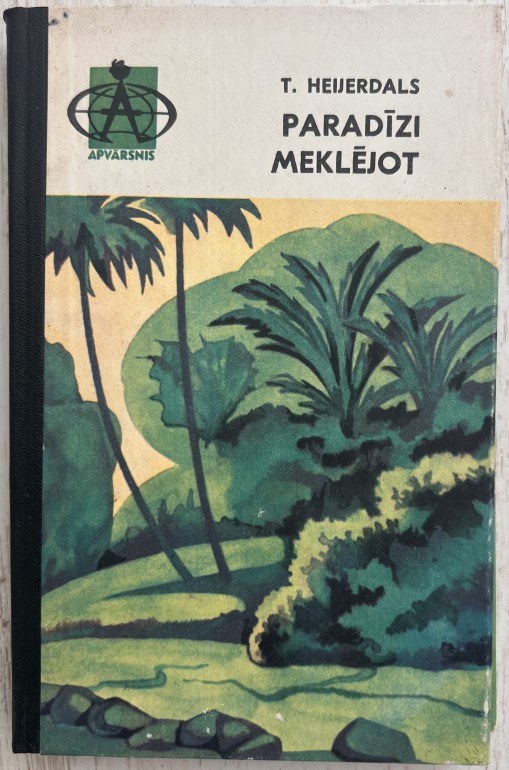 A
APVĀRSNIS
T. HEIJERDALS
PARADĪZI
MEKLĒJOT